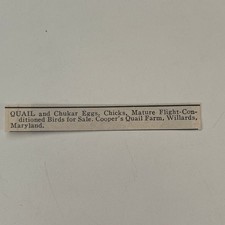 QUAIL and Chukar Eggs, Chicks, Mature Flight-Con-
ditioned Birds for Sale. Cooper's Quail Farm, Willards,
Maryland.